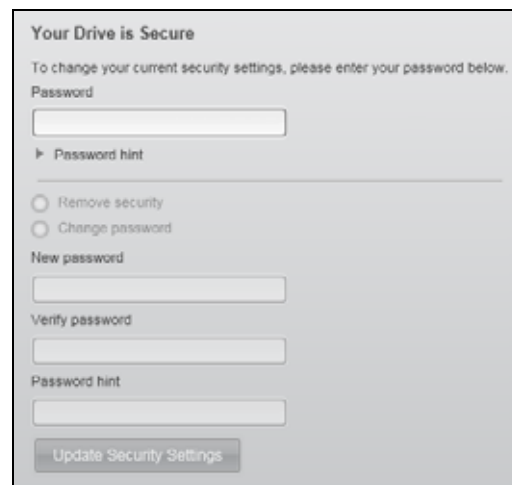 Your Drive is Secure
To change your current security settings, please enter your password below.
Password
Password hint
Remove security
Change password
New password
Verify password
Password hint
Update Security Settings